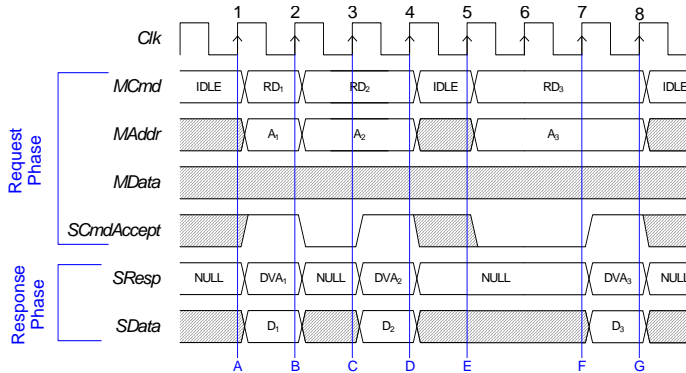 1 2 3 4 5 6 7 8
Clk
MCmd IDLE RD1 RD2 IDLE RD3 IDLE
MAddr A1 A2 A3
MData
SCmdAccept
SResp NULL DVA1 NULL DVA2 NULL DVA3 NULL
SData D1 D2 D3
Request
Phase
Response
Phase
A B C D E F G